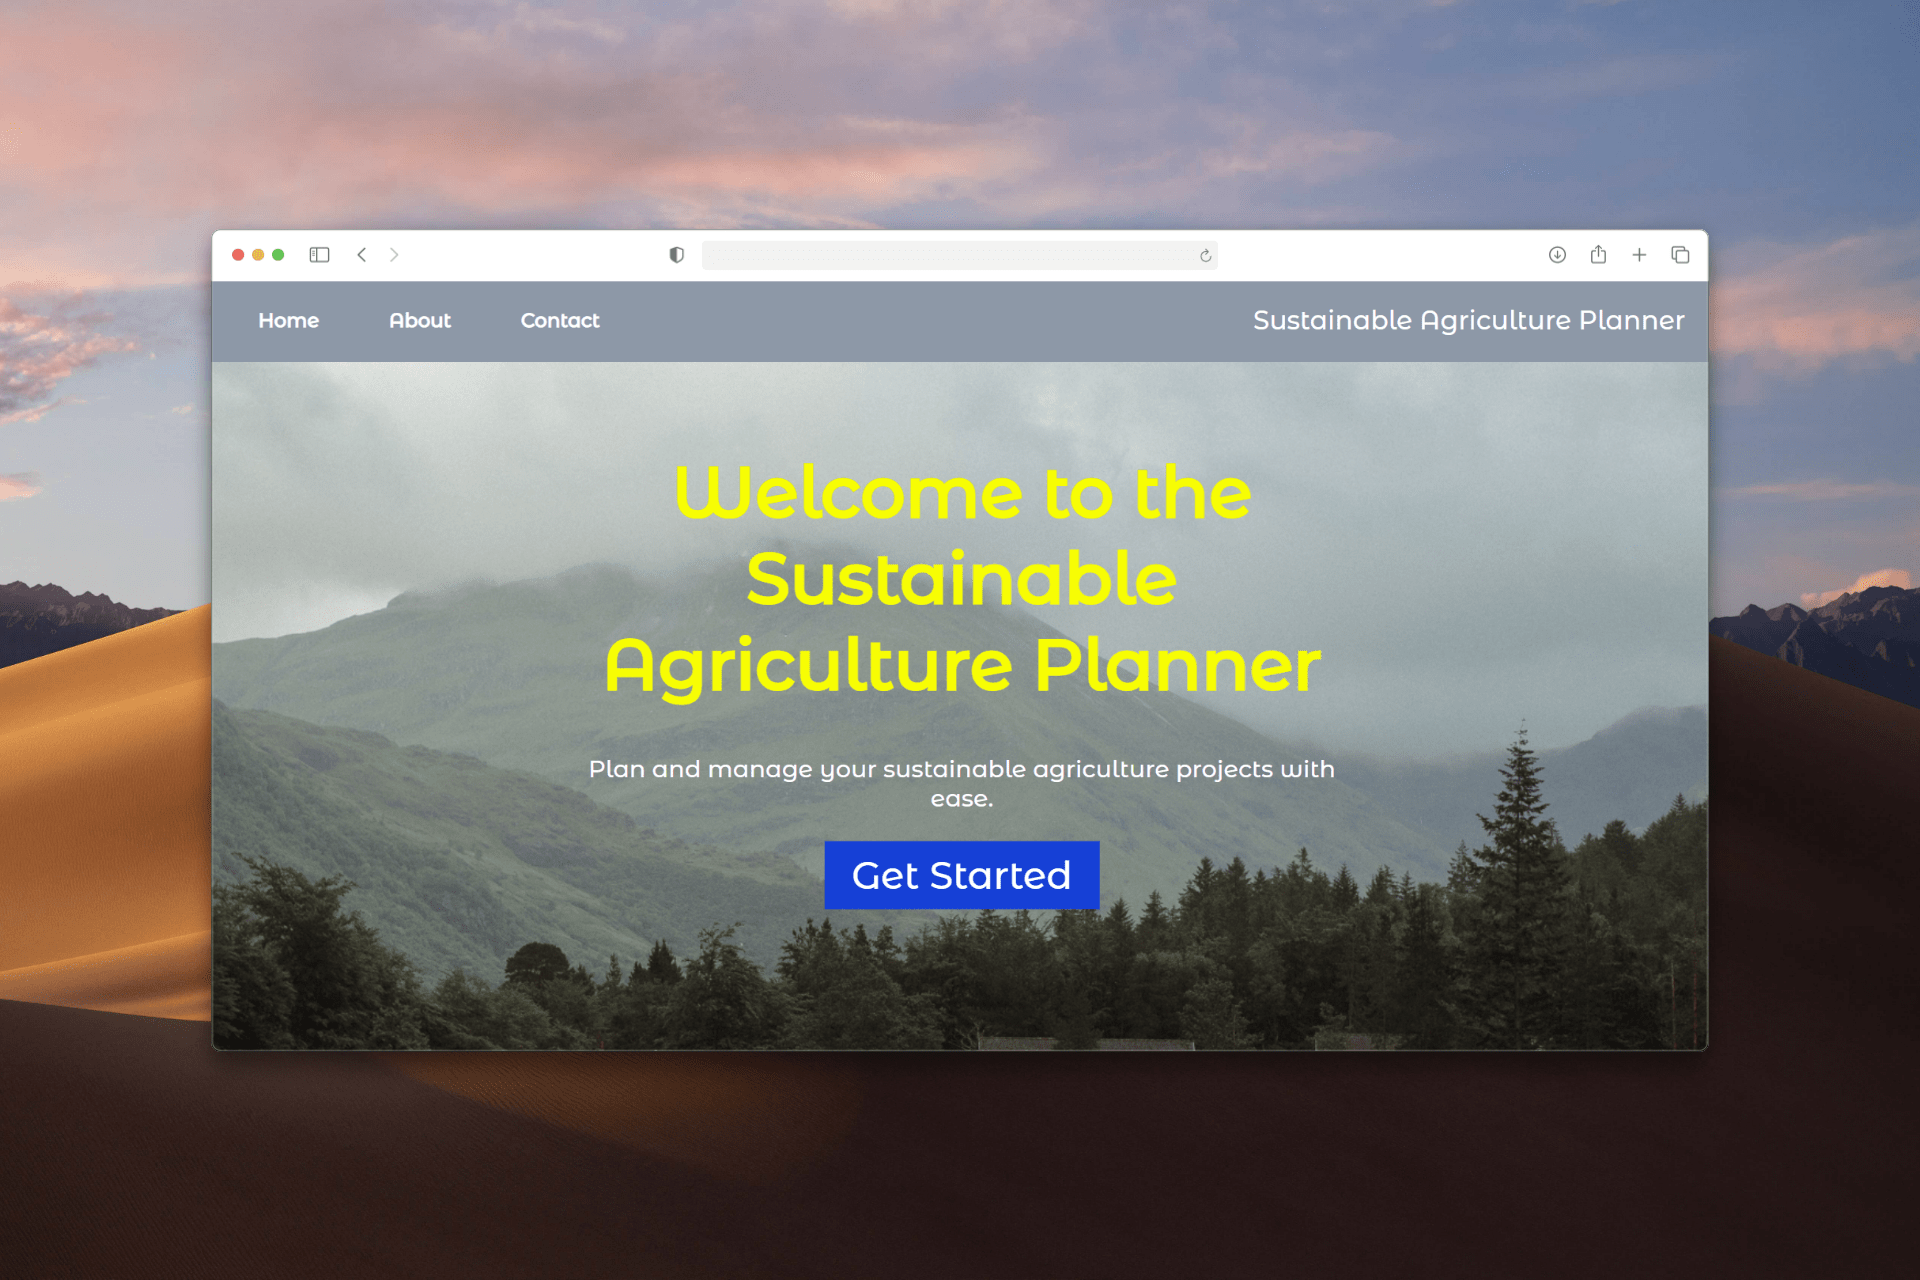 Home About Contact Sustainable Agriculture Planner
Welcome to the
Sustainable
Agriculture Planner
Plan and manage your sustainable agriculture projects with
ease.
Get Started